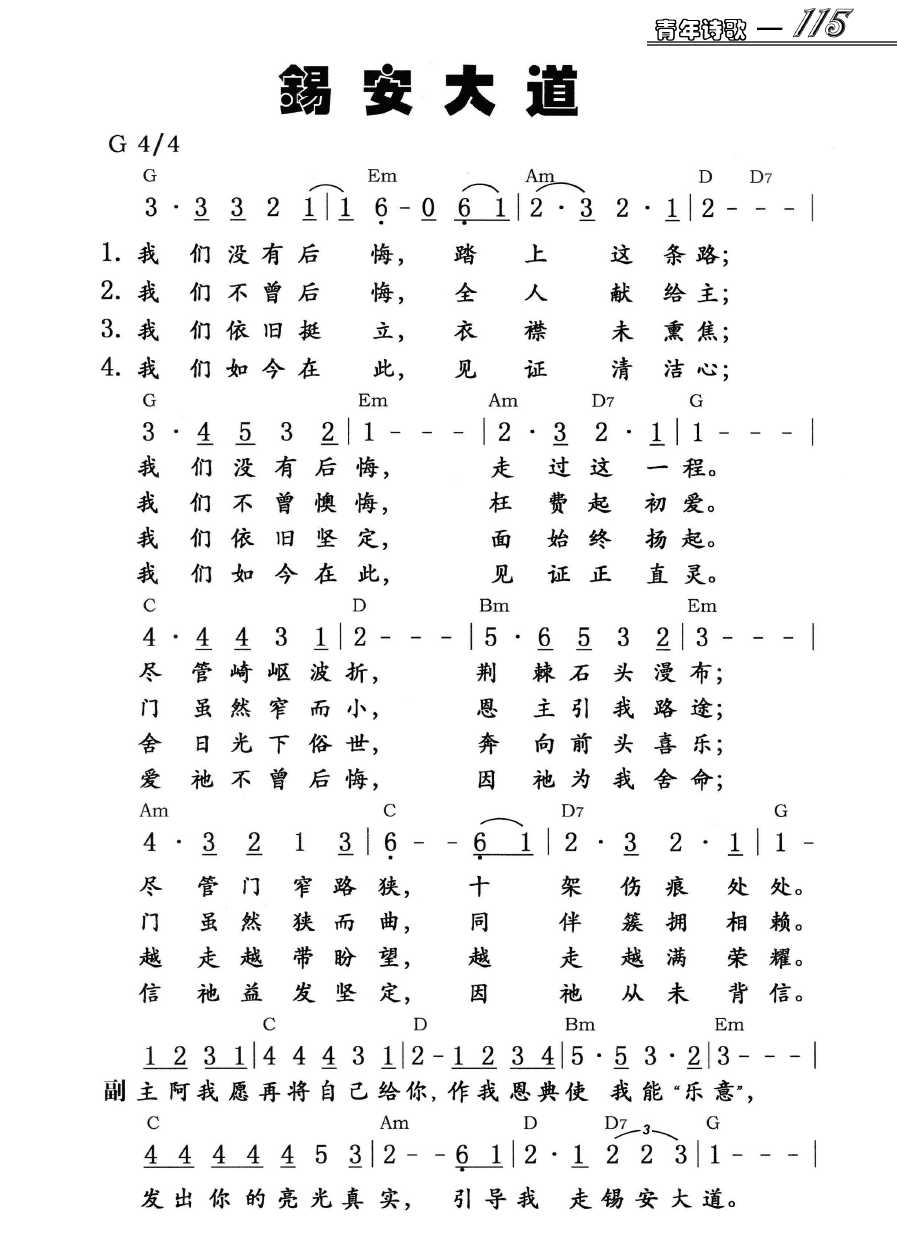 青年诗歌 — 115
錫安大道
G 4/4
G Em Am D D7
3 · 3 3 2 1 | 1 6 - 0 6 1 | 2 · 3 2 · 1 | 2 - - - |
1. 我们没有后悔，踏上这条路；
2. 我们不曾后悔，全人献给主；
3. 我们依旧挺立，衣襟未熏焦；
4. 我们如今在此，见证清洁心；
G Em Am D7 G
3 · 4 5 3 2 | 1 - - - | 2 · 3 2 · 1 | 1 - - - |
我们没有后悔，走过这一程。
我们不曾懊悔，枉费起初爱。
我们依旧坚定，面始终扬起。
我们如今在此，见证正直灵。
C D Bm Em
4 · 4 4 3 1 | 2 - - - | 5 · 6 5 3 2 | 3 - - - |
尽管崎岖波折，荆棘石头漫布；
门虽然窄而小，恩主引我路途；
舍日光下俗世，奔向前头喜乐；
爱祂不曾后悔，因祂为我舍命；
Am C D7 G
4 · 3 2 1 3 | 6 - - 6 1 | 2 · 3 2 · 1 | 1 -
尽管门窄路狭，十架伤痕处处。
门虽然狭而曲，同伴簇拥相赖。
越走越带盼望，越走越满荣耀。
信祂益发坚定，因祂从未背信。
C D Bm Em
1 2 3 1 | 4 4 4 3 1 | 2 - 1 2 3 4 | 5 · 5 3 · 2 | 3 - - - |
副 主阿我愿再将自己给你，作我恩典使我能“乐意”，
C Am D D7 3 G
4 4 4 4 4 5 3 | 2 - - 6 1 | 2 · 1 2 2 3 | 1 - - - |
发出你的亮光真实，引导我走锡安大道。